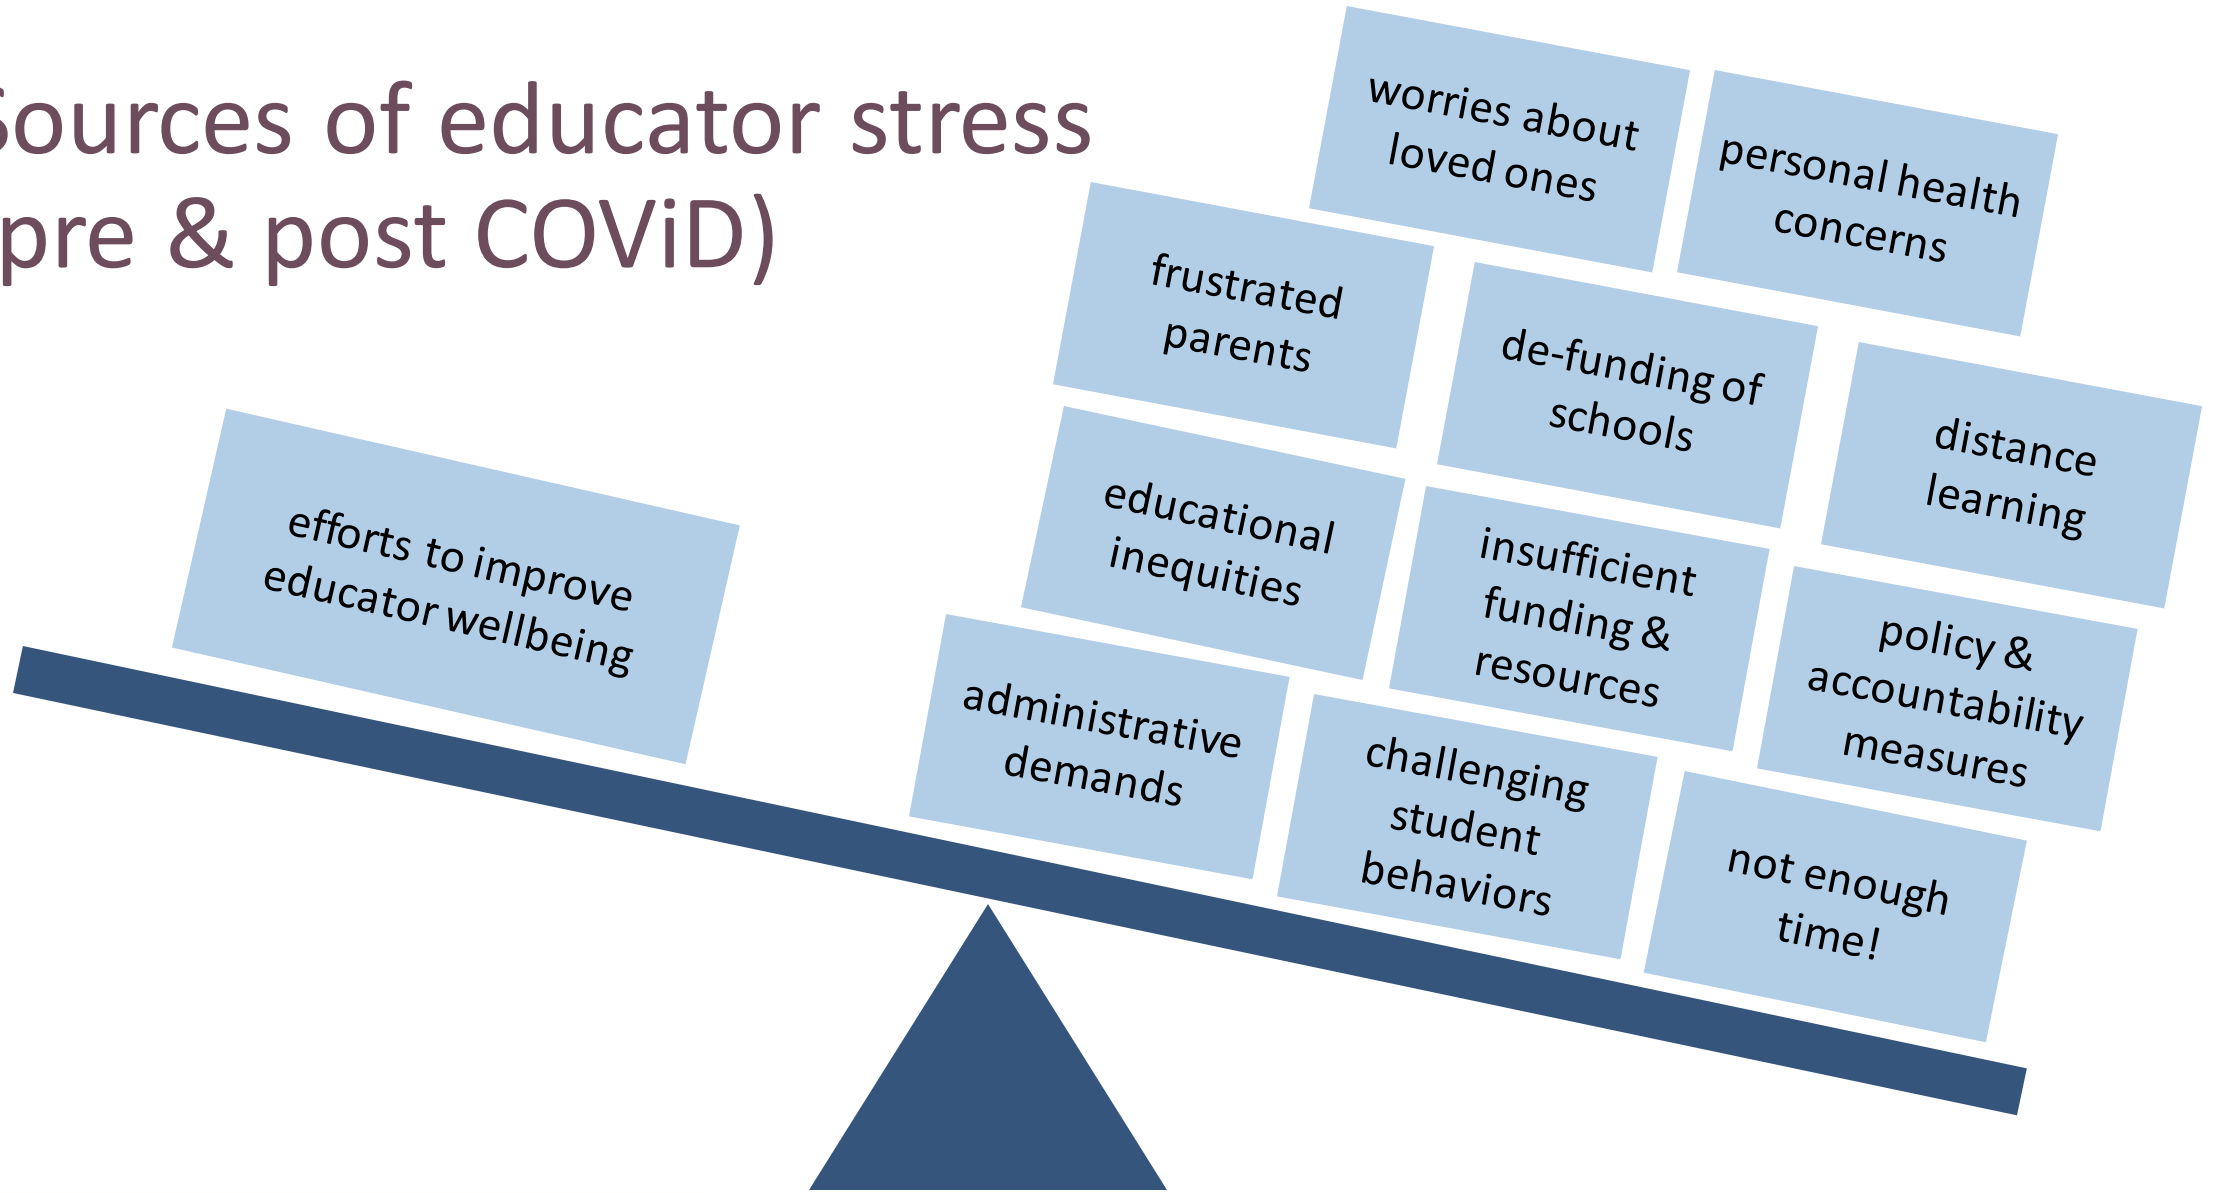 Sources of educator stress
pre & post COViD)
worries about
loved ones
personal health
concerns
frustrated
parents
de-funding of
schools
distance
learning
efforts to improve
educator wellbeing
educational
inequities
insufficient
funding &
resources
policy &
accountability
measures
administrative
demands
challenging
student
behaviors
not enough
time!